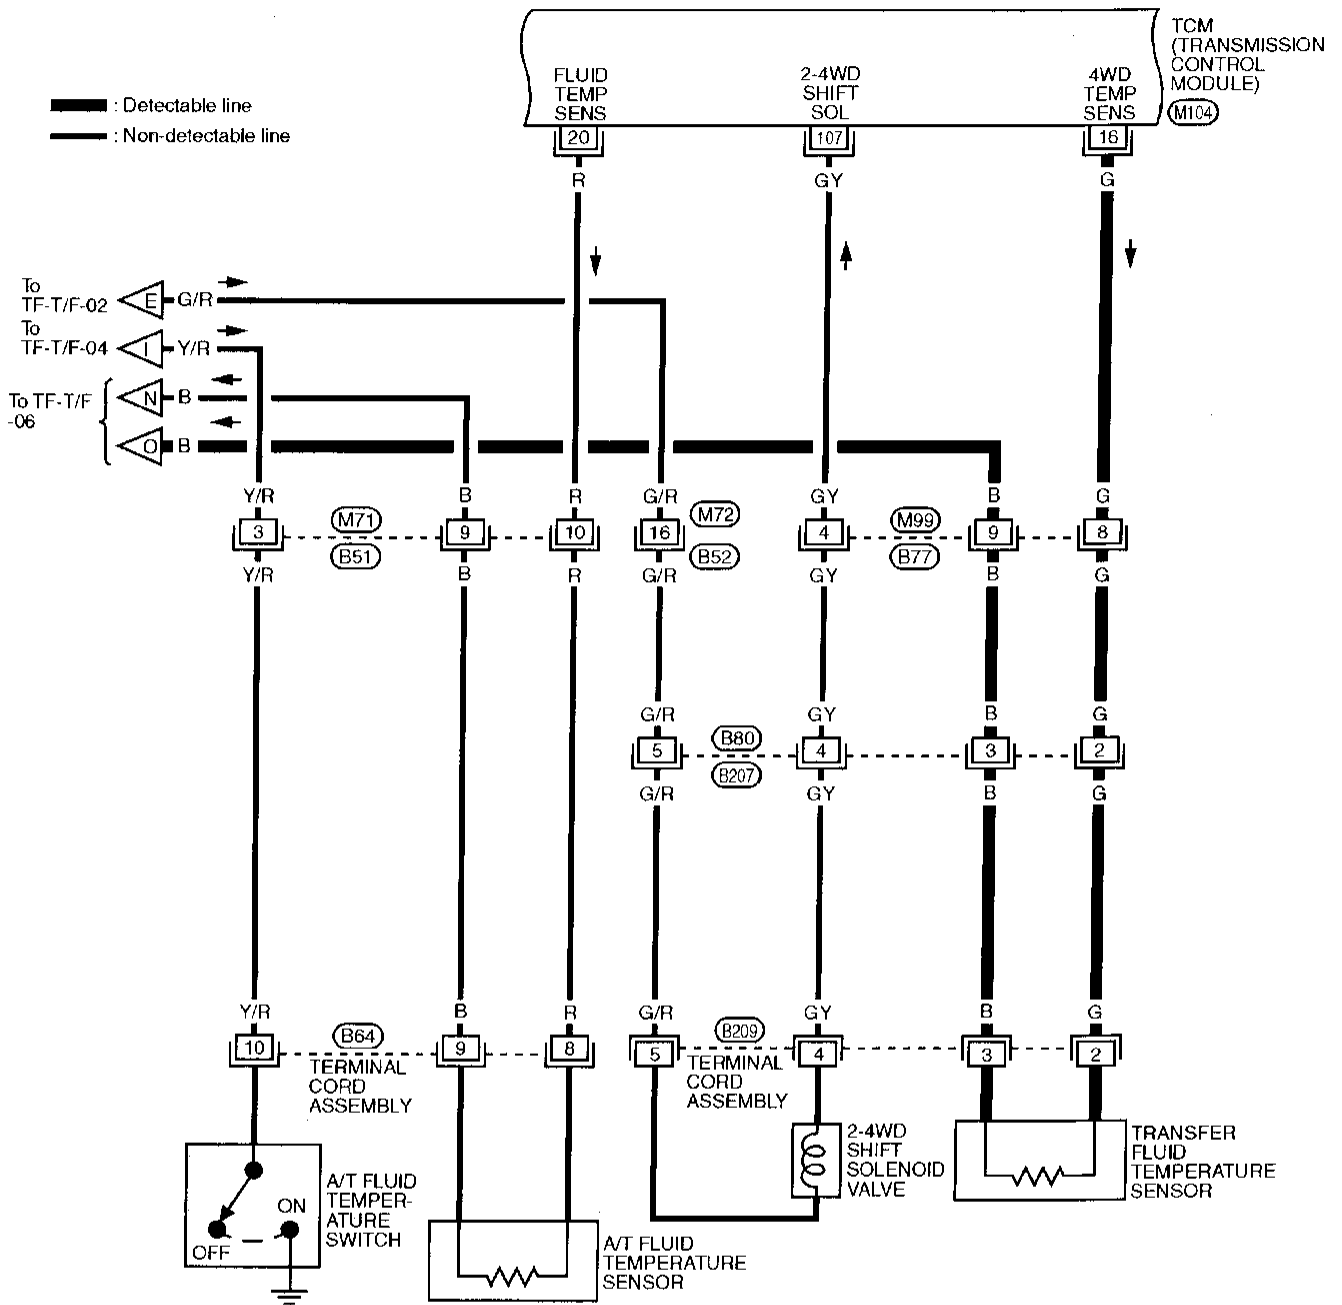 TCM
(TRANSMISSION
CONTROL
MODULE)
M104
FLUID
TEMP
SENS
2-4WD
SHIFT
SOL
4WD
TEMP
SENS
20
107
16
: Detectable line
: Non-detectable line
R
GY
G
To
TF-T/F-02
E
G/R
To
TF-T/F-04
I
Y/R
To TF-T/F
-06
N
B
O
B
Y/R
B
R
G/R
GY
B
G
3
M71
B51
9
10
16
M72
B52
4
M99
B77
9
8
Y/R
B
R
G/R
GY
B
G
G/R
GY
B
G
5
B80
B207
4
3
2
G/R
GY
B
G
Y/R
B
R
G/R
GY
B
G
10
B64
9
8
5
B209
4
3
2
TERMINAL
CORD
ASSEMBLY
TERMINAL
CORD
ASSEMBLY
2-4WD
SHIFT
SOLENOID
VALVE
TRANSFER
FLUID
TEMPERATURE
SENSOR
ON
OFF
A/T FLUID
TEMPER-
ATURE
SWITCH
A/T FLUID
TEMPERATURE
SENSOR